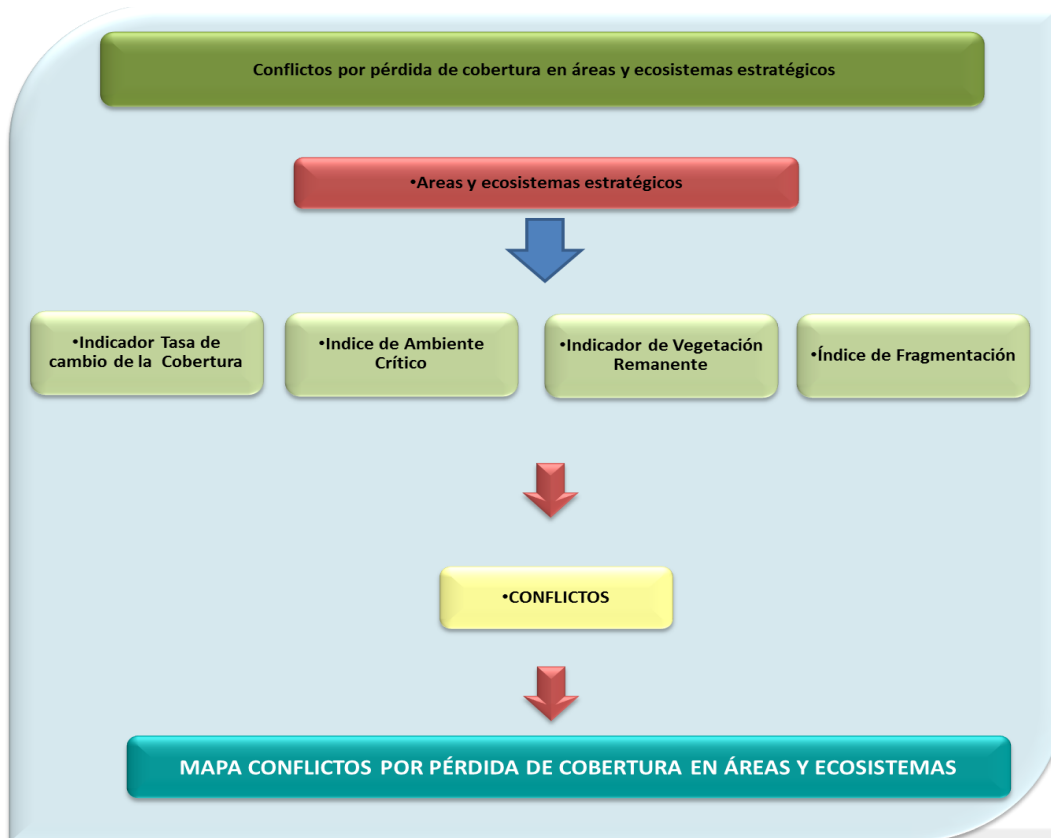 Conflictos por pérdida de cobertura en áreas y ecosistemas estratégicos
•Areas y ecosistemas estratégicos
•Indicador Tasa de
cambio de la Cobertura
•Indice de Ambiente
Crítico
•Indicador de Vegetación
Remanente
•Índice de Fragmentación
•CONFLICTOS
MAPA CONFLICTOS POR PÉRDIDA DE COBERTURA EN ÁREAS Y ECOSISTEMAS